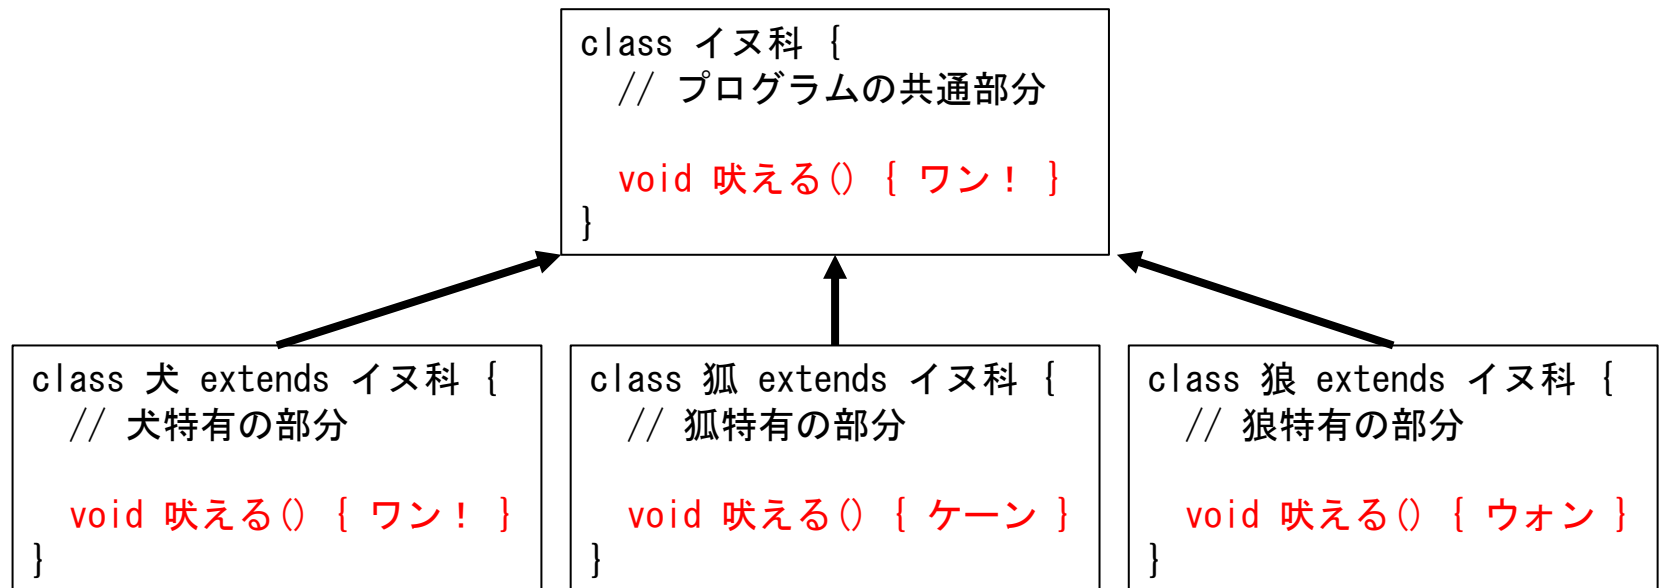 class イヌ科 {
// プログラムの共通部分
void 吠える() { ワン！ }
}
class 犬 extends イヌ科 {
// 犬特有の部分
void 吠える() { ワン！ }
}
class 狐 extends イヌ科 {
// 狐特有の部分
void 吠える() { ケーン }
}
class 狼 extends イヌ科 {
// 狼特有の部分
void 吠える() { ウォン }
}